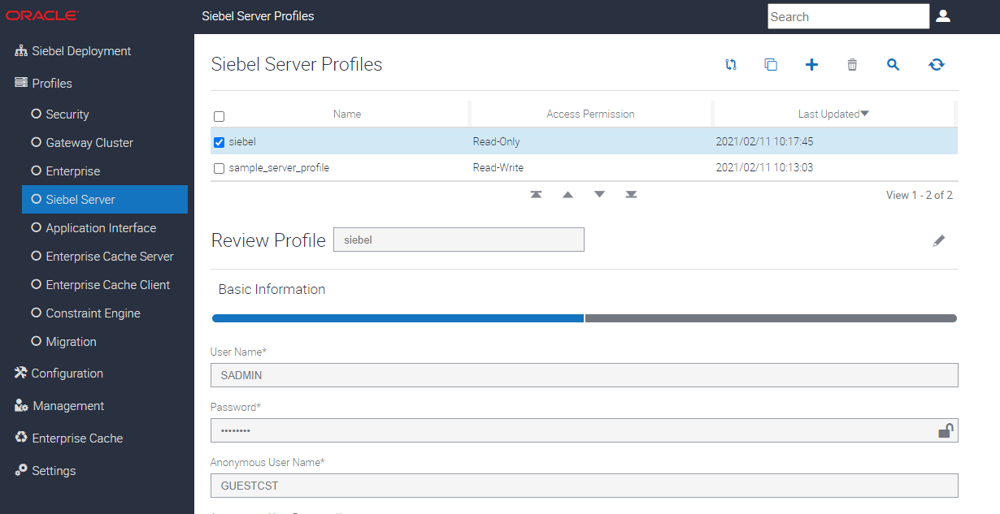 ORACLE
Siebel Server Profiles
Search
Siebel Deployment
Profiles
Security
Gateway Cluster
Enterprise
Siebel Server
Application Interface
Enterprise Cache Server
Enterprise Cache Client
Constraint Engine
Migration
Configuration
Management
Enterprise Cache
Settings
Siebel Server Profiles
Name Access Permission Last Updated
siebel Read-Only 2021/02/11 10:17:45
sample_server_profile Read-Write 2021/02/11 10:13:03
View 1 - 2 of 2
Review Profile siebel
Basic Information
User Name*
SADMIN
Password*
••••••••
Anonymous User Name*
GUESTCST